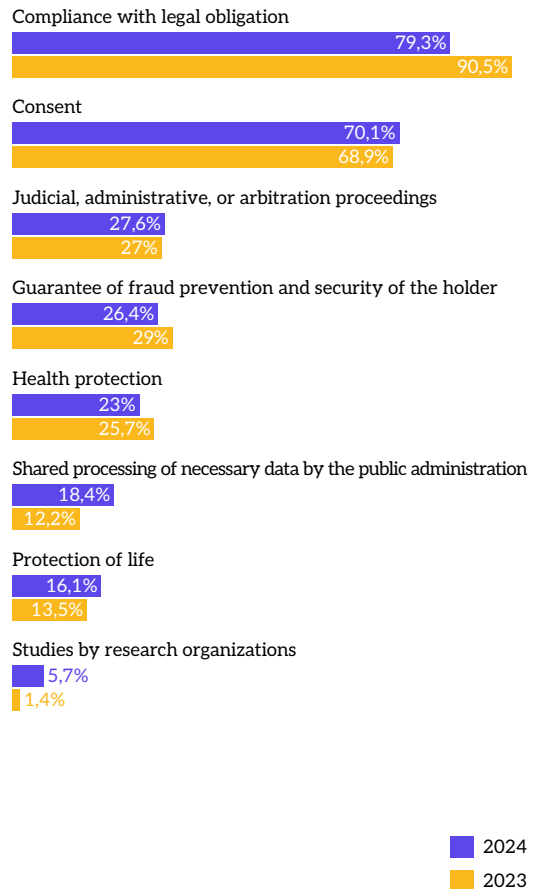 Compliance with legal obligation
79,3%
90,5%
Consent
70,1%
68,9%
Judicial, administrative, or arbitration proceedings
27,6%
27%
Guarantee of fraud prevention and security of the holder
26,4%
29%
Health protection
23%
25,7%
Shared processing of necessary data by the public administration
18,4%
12,2%
Protection of life
16,1%
13,5%
Studies by research organizations
5,7%
1,4%
2024
2023